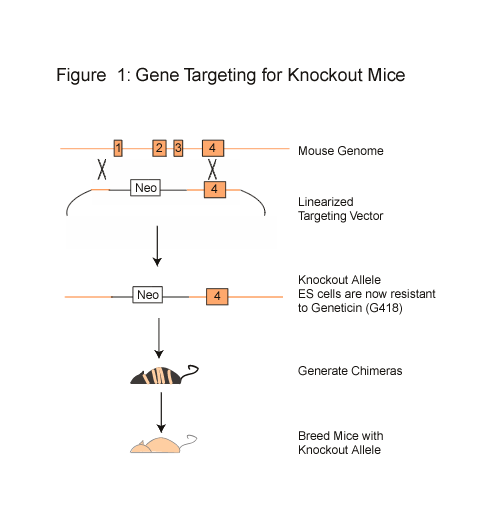 Figure 1: Gene Targeting for Knockout Mice
1 2 3 4
Mouse Genome
Neo 4
Linearized
Targeting Vector
Neo 4
Knockout Allele
ES cells are now resistant
to Geneticin (G418)
Generate Chimeras
Breed Mice with
Knockout Allele